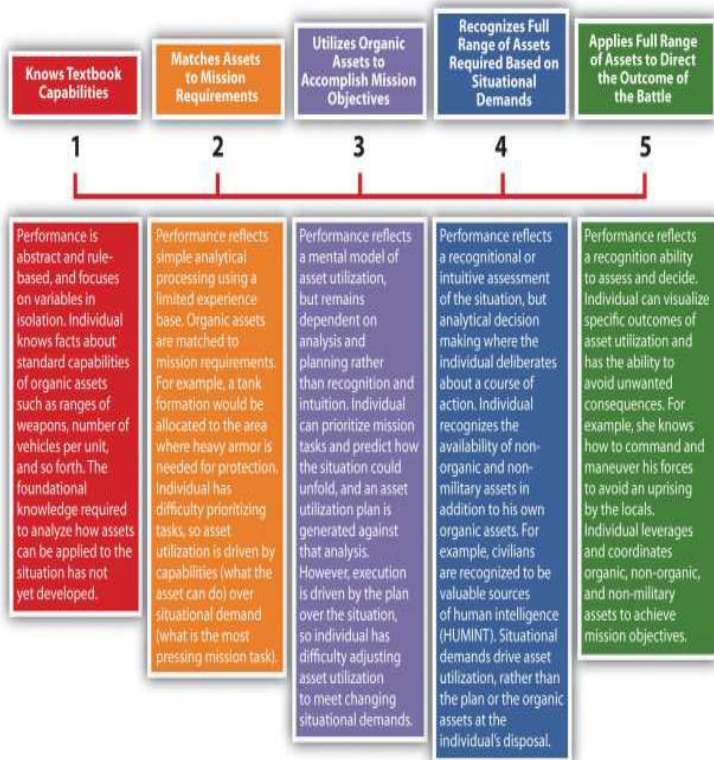 Knows Textbook
Capabilities
Matches Assets
to Mission
Requirements
Utilizes Organic
Assets to
Accomplish Mission
Objectives
Recognizes Full
Range of Assets
Required Based on
Situational
Demands
Applies Full Range
of Assets to Direct
the Outcome of
the Battle
1
2
3
4
5
Performance is
abstract and rule-
based, and focuses
on variables in
isolation. Individual
knows facts about
standard capabilities
of organic assets
such as ranges of
weapons, number of
vehicles per unit,
and so forth. The
foundational
knowledge required
to analyze how assets
can be applied to the
situation has not
yet developed.
Performance reflects
simple analytical
processing using a
limited experience
base. Organic assets
are matched to
mission requirements.
For example, a tank
formation would be
allocated to the area
where heavy armor is
needed for protection.
Individual has
difficulty prioritizing
tasks, so asset
utilization is driven by
capabilities (what the
asset can do) over
situational demand
(what is the most
pressing mission task).
Performance reflects
a mental model of
asset utilization,
but remains
dependent on
analysis and
planning rather
than recognition and
intuition. Individual
can prioritize mission
tasks and predict how
the situation could
unfold, and an asset
utilization plan is
generated against
that analysis.
However, execution
is driven by the plan
over the situation,
so individual has
difficulty adjusting
asset utilization
to meet changing
situational demands.
Performance reflects
a recognitional or
intuitive assessment
of the situation, but
analytical decision
making where the
individual deliberates
about a course of
action. Individual
recognizes the
availability of non-
organic and non-
military assets in
addition to his own
organic assets. For
example, civilians
are recognized to be
valuable sources
of human intelligence
(HUMINT). Situational
demands drive asset
utilization, rather than
the plan or the organic
assets at the
individual's disposal.
Performance reflects
a recognition ability
to assess and decide.
Individual can visualize
specific outcomes of
asset utilization and
has the ability to
avoid unwanted
consequences. For
example, she knows
how to command and
maneuver his forces
to avoid an uprising
by the locals.
Individual leverages
and coordinates
organic, non-organic,
and non-military
assets to achieve
mission objectives.